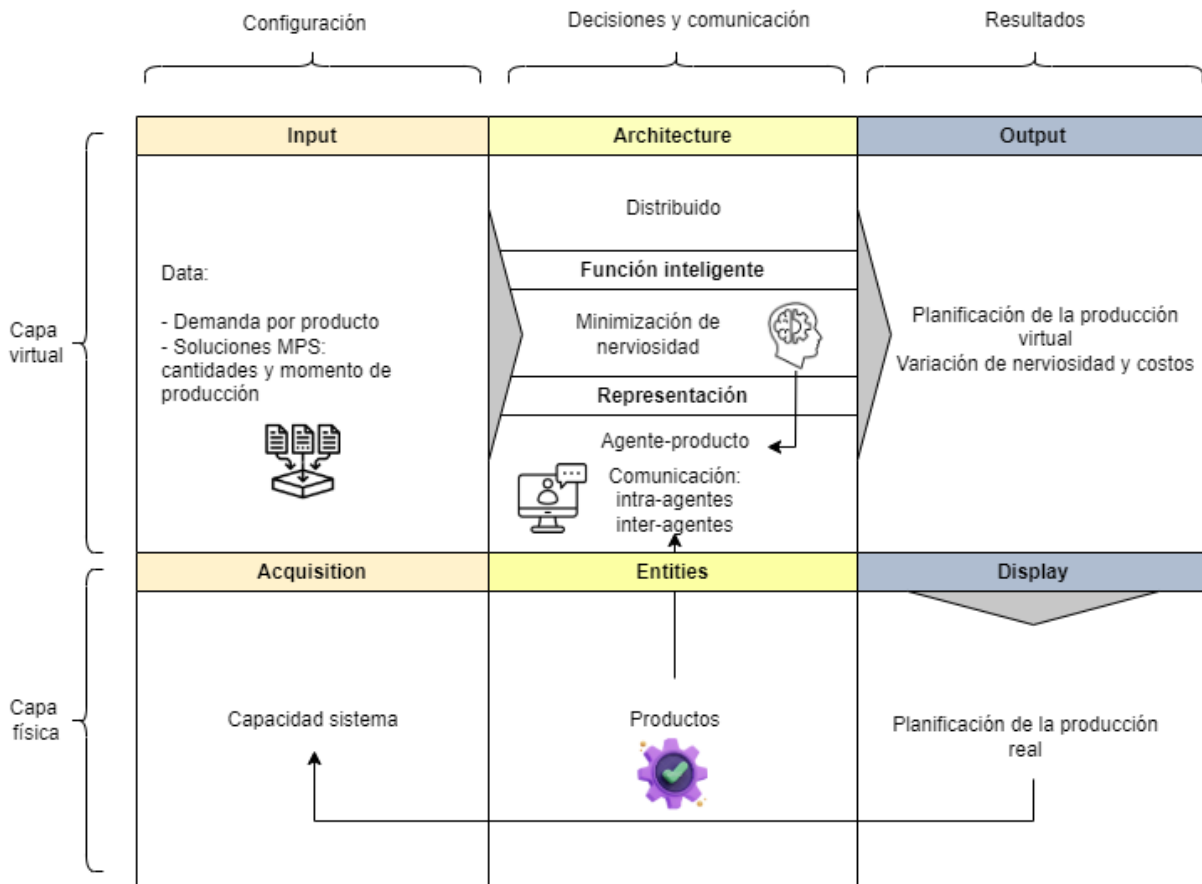 Configuración
Decisiones y comunicación
Resultados
Input
Architecture
Output
Capa
virtual
Data:
- Demanda por producto
- Soluciones MPS:
cantidades y momento de
producción
Distribuido
Función inteligente
Minimización de
nerviosidad
Representación
Agente-producto
Comunicación:
intra-agentes
inter-agentes
Planificación de la producción
virtual
Variación de nerviosidad y costos
Acquisition
Entities
Display
Capa
física
Capacidad sistema
Productos
Planificación de la producción
real